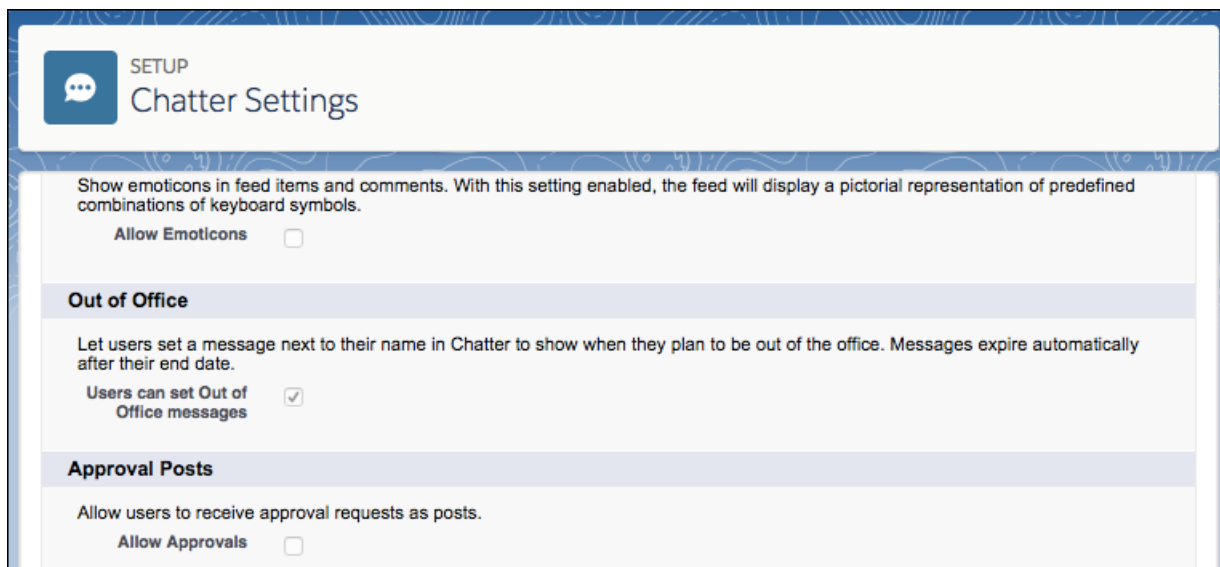 SETUP
Chatter Settings
Show emoticons in feed items and comments. With this setting enabled, the feed will display a pictorial representation of predefined
combinations of keyboard symbols.
Allow Emoticons
Out of Office
Let users set a message next to their name in Chatter to show when they plan to be out of the office. Messages expire automatically
after their end date.
Users can set Out of
Office messages
Approval Posts
Allow users to receive approval requests as posts.
Allow Approvals